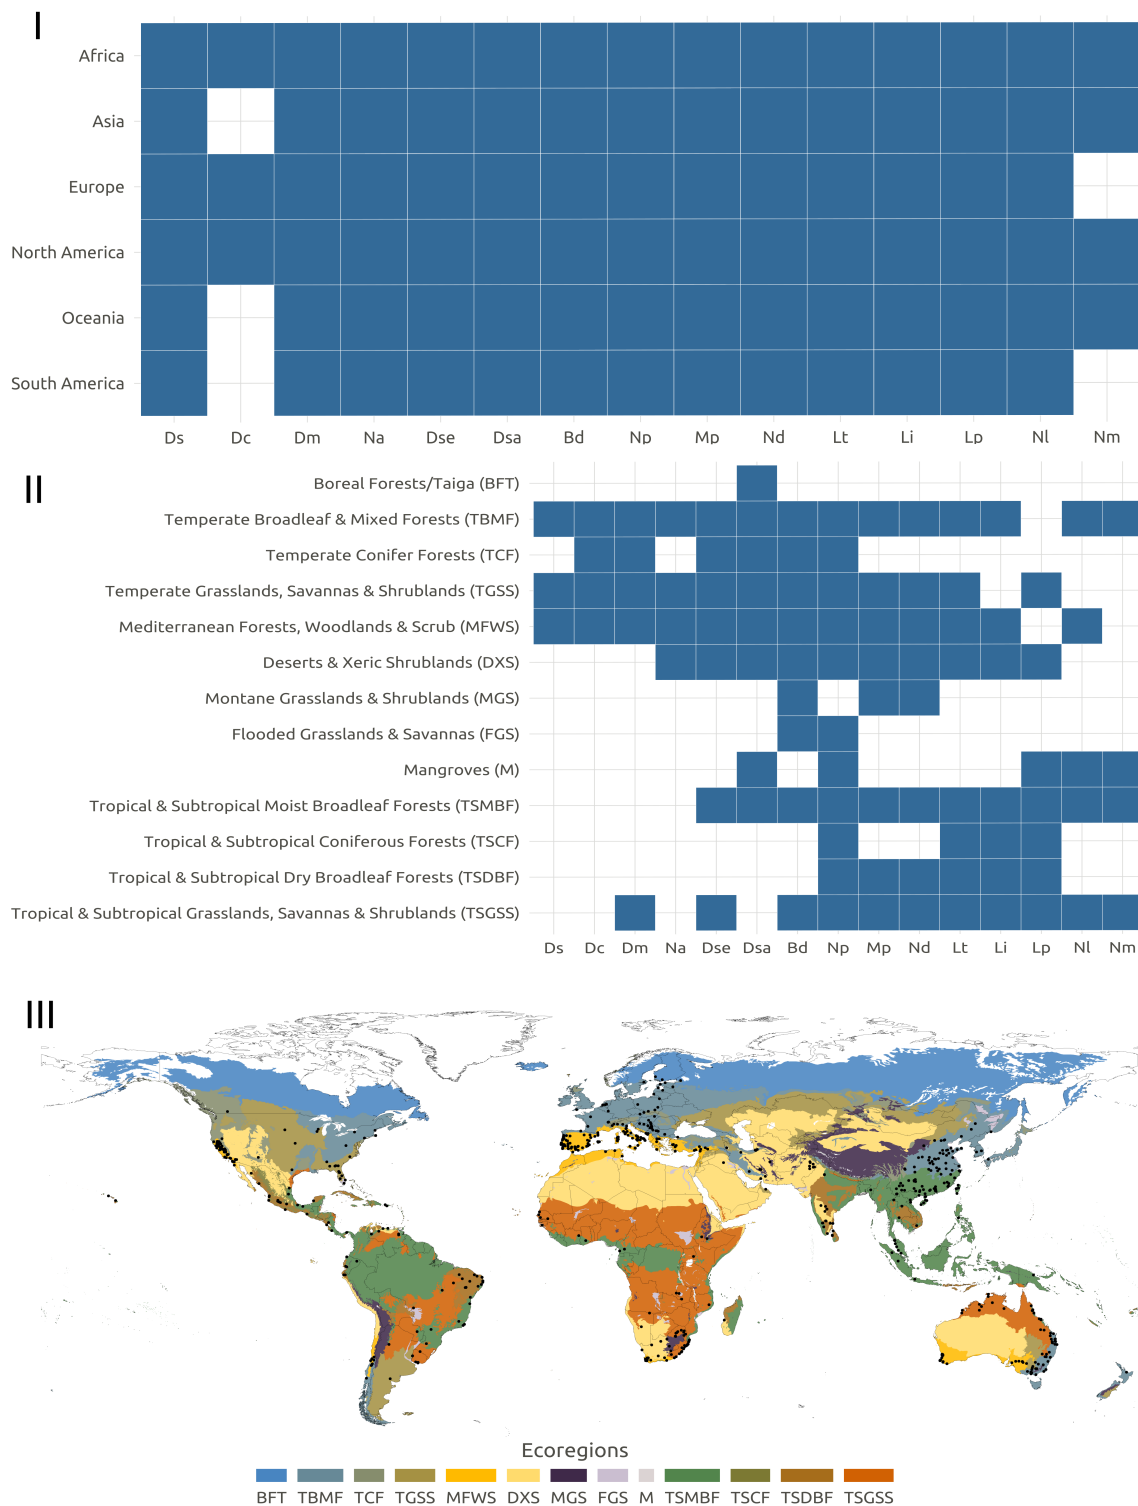 I
Africa
Asia
Europe
North America
Oceania
South America
Ds Dc Dm Na Dse Dsa Bd Np Mp Nd Lt Li Lp Nl Nm
II
Boreal Forests/Taiga (BFT)
Temperate Broadleaf & Mixed Forests (TBMF)
Temperate Conifer Forests (TCF)
Temperate Grasslands, Savannas & Shrublands (TGSS)
Mediterranean Forests, Woodlands & Scrub (MFWS)
Deserts & Xeric Shrublands (DXS)
Montane Grasslands & Shrublands (MGS)
Flooded Grasslands & Savannas (FGS)
Mangroves (M)
Tropical & Subtropical Moist Broadleaf Forests (TSMBF)
Tropical & Subtropical Coniferous Forests (TSCF)
Tropical & Subtropical Dry Broadleaf Forests (TSDBF)
Tropical & Subtropical Grasslands, Savannas & Shrublands (TSGSS)
Ds Dc Dm Na Dse Dsa Bd Np Mp Nd Lt Li Lp Nl Nm
III
Ecoregions
BFT TBMF TCF TGSS MFWS DXS MGS FGS M TSMBF TSCF TSDBF TSGSS